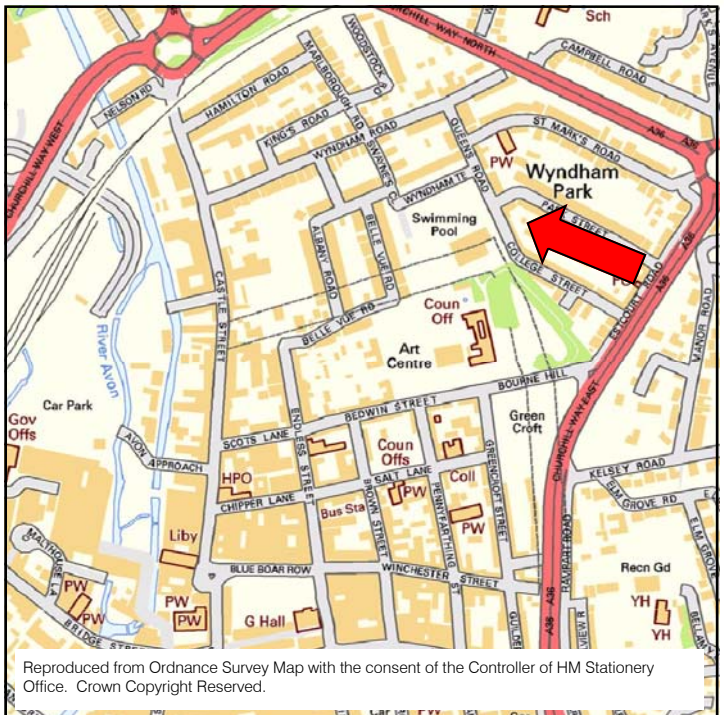 Sch
CHURCHILL WAY NORTH
CAMPBELL ROAD
WOODSTOCK
MARLBOROUGH RD
NELSON RD
HAMILTON ROAD
KING'S ROAD
WYNDHAM ROAD
SWAYNE'S C
QUEENS ROAD
ST MARK'S ROAD
A36
A36
A36
PW
Wyndham
Park
CHURCHILL WAY WEST
WYNDHAM TE
PARK STREET
Swimming
Pool
ALBANY ROAD
BELLE VUE RD
COLLEGE STREET
ESTCOURT ROAD
A36
A36
MANOR ROAD
CASTLE STREET
BELLE VUE RD
Coun
Off
River Avon
Art
Centre
BOURNE HILL
Car Park
BEDWIN STREET
Green
Croft
CHURCHILL WAY EAST
Gov
Offs
SCOTS LANE
ENDLESS STREET
Coun
Offs
AVON APPROACH
SALT LANE
GREENCROFT STREET
KELSEY ROAD
HPO
Coll
ELM GROVE RD
CHIPPER LANE
Bus Sta
BROWN STREET
PW
PENNYFARTHING
ST
PW
ELM GROVE
MALTHOUSE LA
Liby
BLUE BOAR ROW
WINCHESTER STREET
RAMPART ROAD
A36
Recn Gd
PW
PW
PW
PW
G Hall
YH
YH
BRIDGE STREET
Reproduced from Ordnance Survey Map with the consent of the Controller of HM Stationery
Office.  Crown Copyright Reserved.